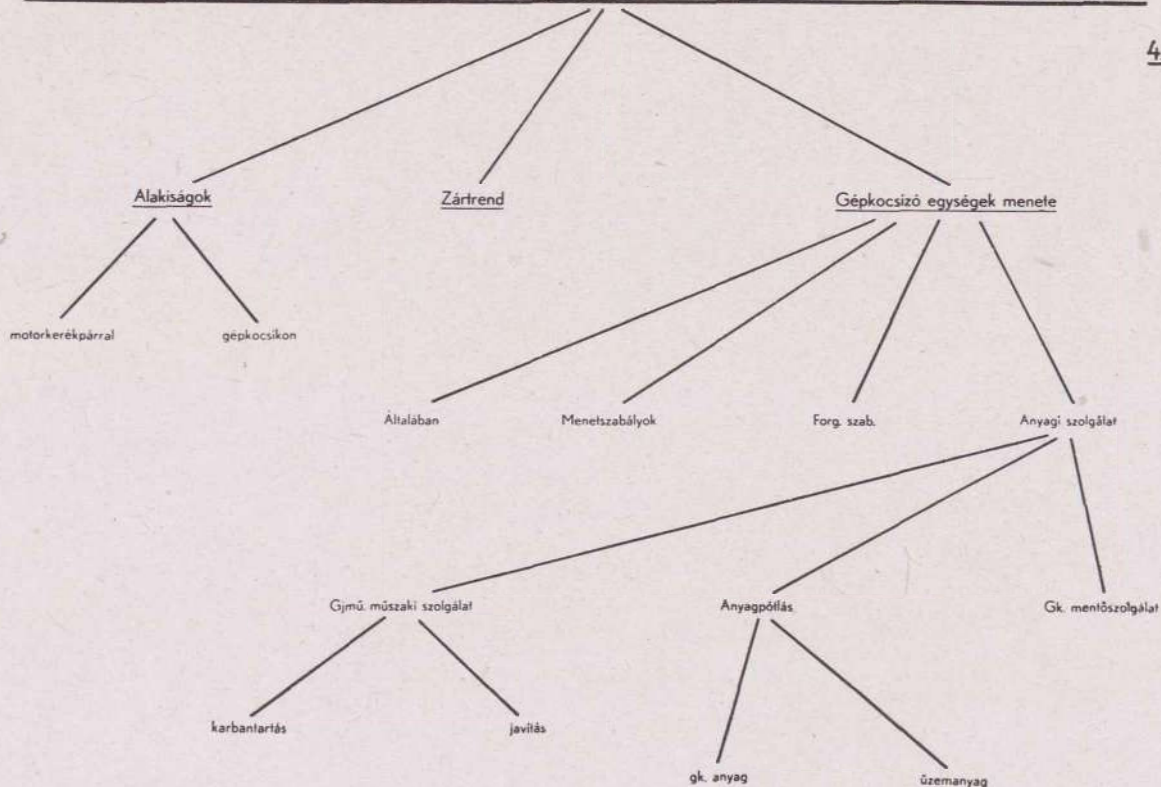 4
Alakiságok
Zártrend
Gépkocsizó egységek menete
motorkerékpárral
gépkocsikon
Általában
Menetszabályok
Forg. szab.
Anyagi szolgálat
Gjmű. műszaki szolgálat
Anyagpótlás
Gk. mentőszolgálat
karbantartás
javítás
gk. anyag
üzemanyag